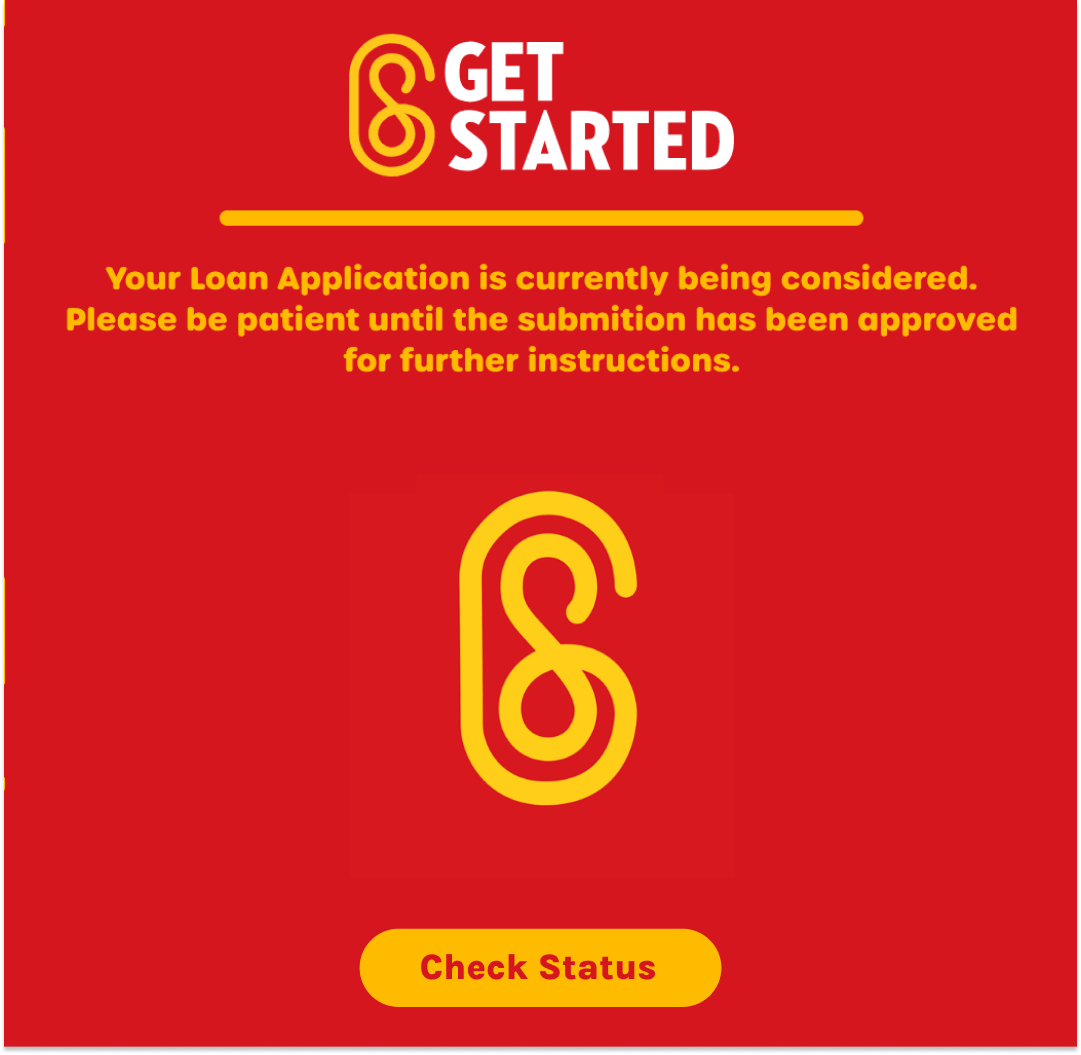 GET
STARTED
Your Loan Application is currently being considered.
Please be patient until the submition has been approved
for further instructions.
Check Status